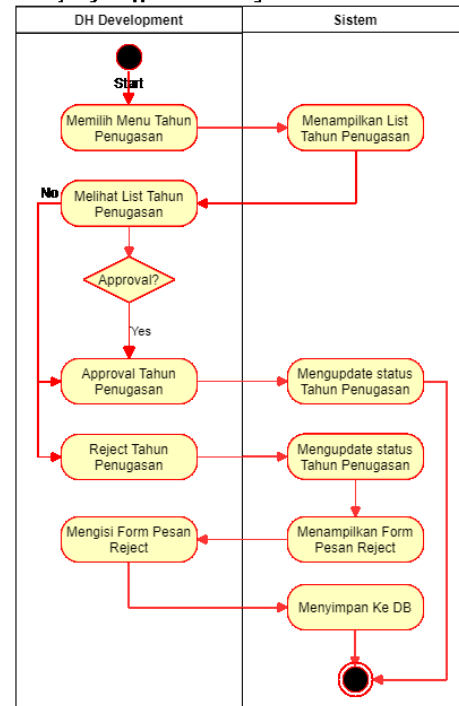 DH Development
Sistem
Start
Memilih Menu Tahun
Penugasan
Menampilkan List
Tahun Penugasan
No
Melihat List Tahun
Penugasan
Approval?
Yes
Approval Tahun
Penugasan
Mengupdate status
Tahun Penugasan
Reject Tahun
Penugasan
Mengupdate status
Tahun Penugasan
Mengisi Form Pesan
Reject
Menampilkan Form
Pesan Reject
Menyimpan Ke DB